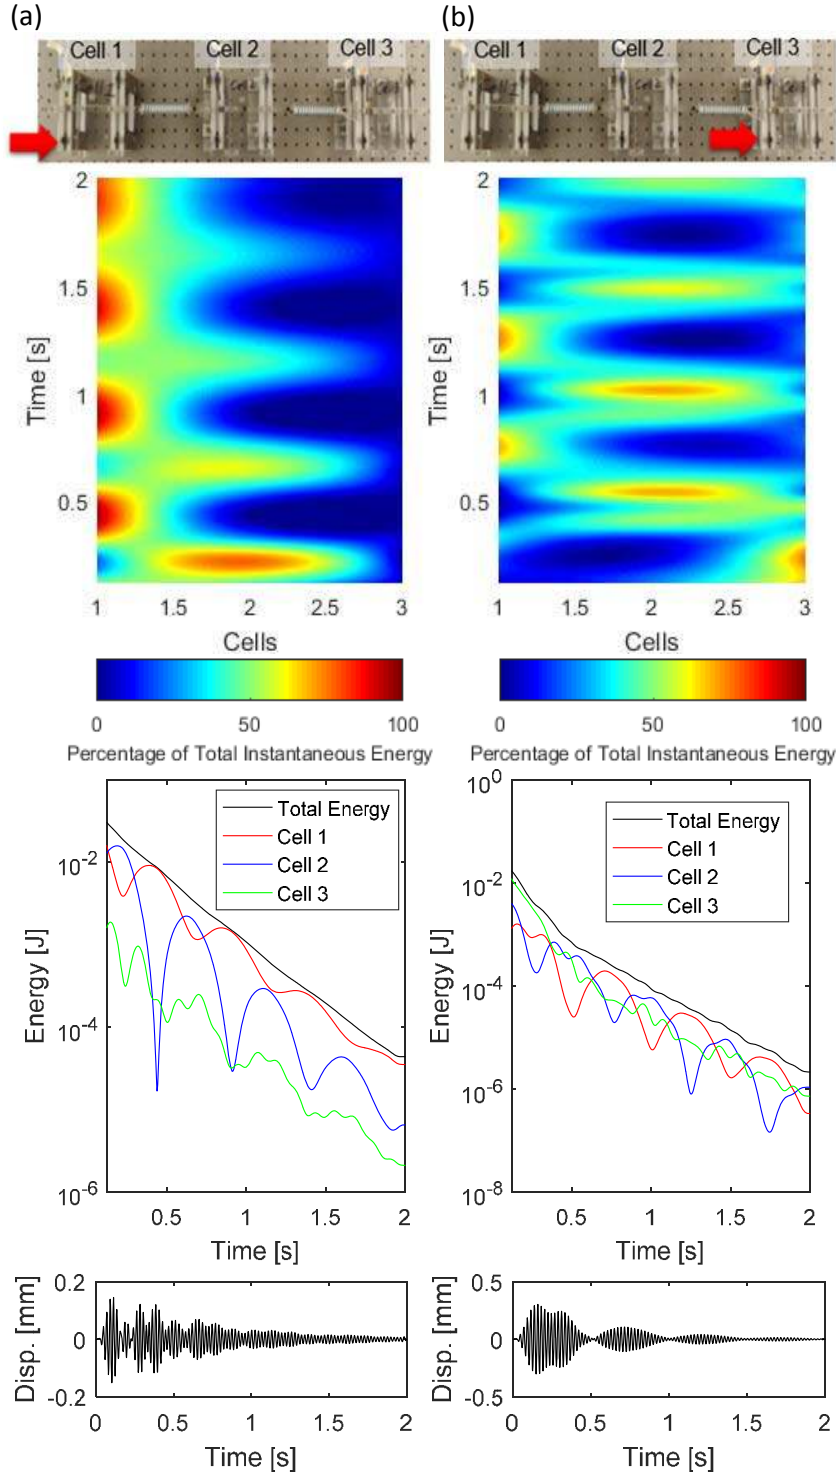 (a)
(b)
Cell 1 Cell 2 Cell 3
Cell 1 Cell 2 Cell 3
2
1.5
1
0.5
Time [s]
1 1.5 2 2.5 3
Cells
0 50 100
Percentage of Total Instantaneous Energy
2
1.5
1
0.5
Time [s]
1 1.5 2 2.5 3
Cells
0 50 100
Percentage of Total Instantaneous Energy
10-2
10-4
10-6
Energy [J]
Total Energy
Cell 1
Cell 2
Cell 3
0.5 1 1.5 2
Time [s]
100
10-2
10-4
10-6
10-8
Energy [J]
Total Energy
Cell 1
Cell 2
Cell 3
0.5 1 1.5 2
Time [s]
0.2
0
-0.2
Disp. [mm]
0 0.5 1 1.5 2
Time [s]
0.5
0
-0.5
Disp. [mm]
0 0.5 1 1.5 2
Time [s]